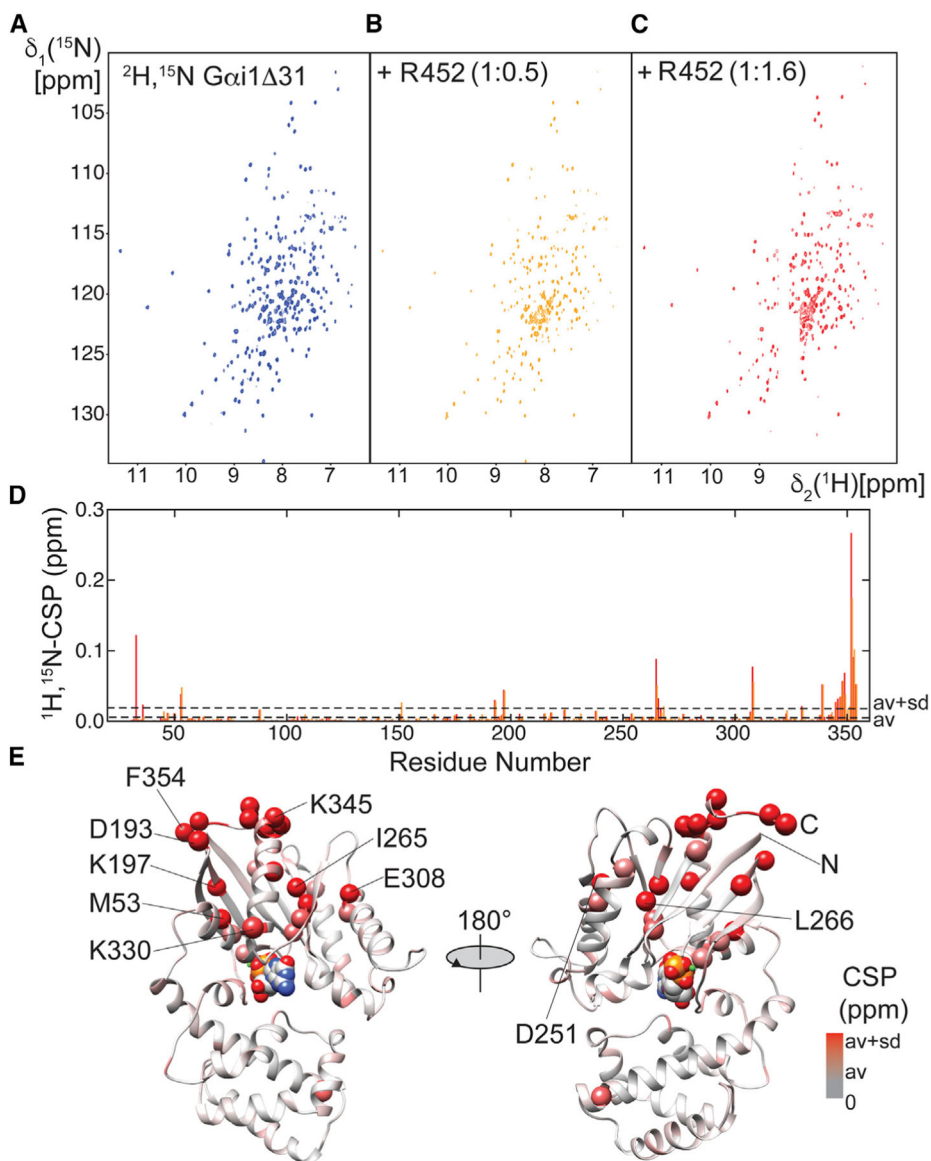 A
B
C
δ₁(¹⁵N)
[ppm]
²H,¹⁵N Gαi1Δ31
+ R452 (1:0.5)
+ R452 (1:1.6)
105
110
115
120
125
130
11 10 9 8 7
11 10 9 8 7
11 10 9
δ₂(¹H)[ppm]
D
¹H,¹⁵N-CSP (ppm)
0.3
0.2
0.1
0.0
av+sd
av
50 100 150 200 250 300 350
Residue Number
E
F354
D193
K197
M53
K330
K345
I265
E308
180°
C
N
L266
D251
CSP
(ppm)
av+sd
av
0